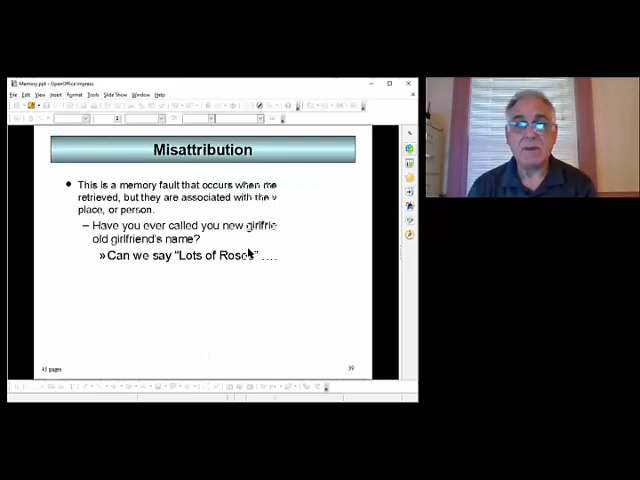 Memory.ppt - OpenOffice Impress
File Edit View Insert Format Tools Slide Show Window Help
Misattribution
• This is a memory fault that occurs when me
retrieved, but they are associated with the
place, or person.
– Have you ever called you new girlfrie
old girlfriend's name?
» Can we say "Lots of Roses" ....
45 pages
39